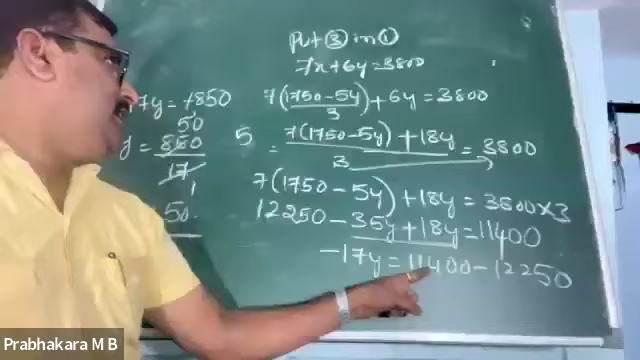 Put ③ in ①
7x+6y=3800
7(1750-5y)/3 + 6y = 3800
7(1750-5y)+18y/3 = 3800
7(1750-5y)+18y = 3800×3
12250-35y+18y=11400
-17y=11400-12250
17y=+850
50
y = 850
17
1
50.
5
Prabhakara M B